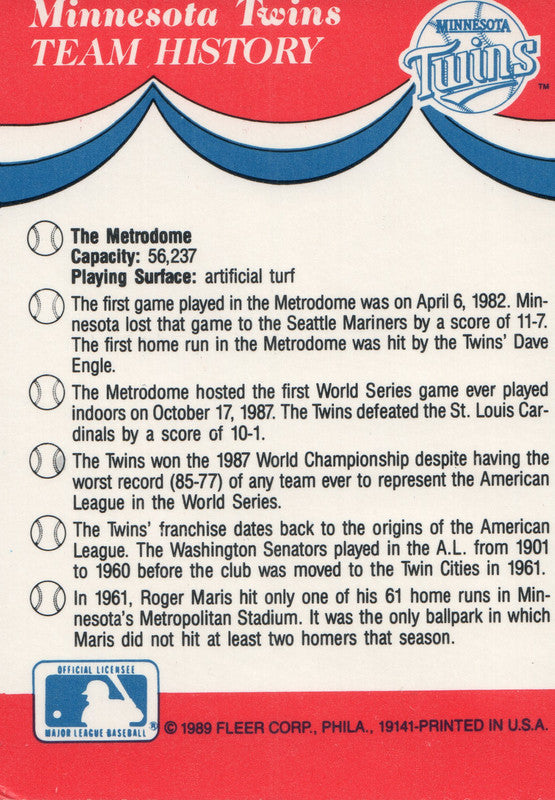 Minnesota Twins
TEAM HISTORY
MINNESOTA
Twins
TM
The Metrodome
Capacity: 56,237
Playing Surface: artificial turf
The first game played in the Metrodome was on April 6, 1982. Min-
nesota lost that game to the Seattle Mariners by a score of 11-7.
The first home run in the Metrodome was hit by the Twins' Dave
Engle.
The Metrodome hosted the first World Series game ever played
indoors on October 17, 1987. The Twins defeated the St. Louis Car-
dinals by a score of 10-1.
The Twins won the 1987 World Championship despite having the
worst record (85-77) of any team ever to represent the American
League in the World Series.
The Twins' franchise dates back to the origins of the American
League. The Washington Senators played in the A.L. from 1901
to 1960 before the club was moved to the Twin Cities in 1961.
In 1961, Roger Maris hit only one of his 61 home runs in Min-
nesota's Metropolitan Stadium. It was the only ballpark in which
Maris did not hit at least two homers that season.
OFFICIAL LICENSEE
MAJOR LEAGUE BASEBALL
®
© 1989 FLEER CORP., PHILA., 19141-PRINTED IN U.S.A.